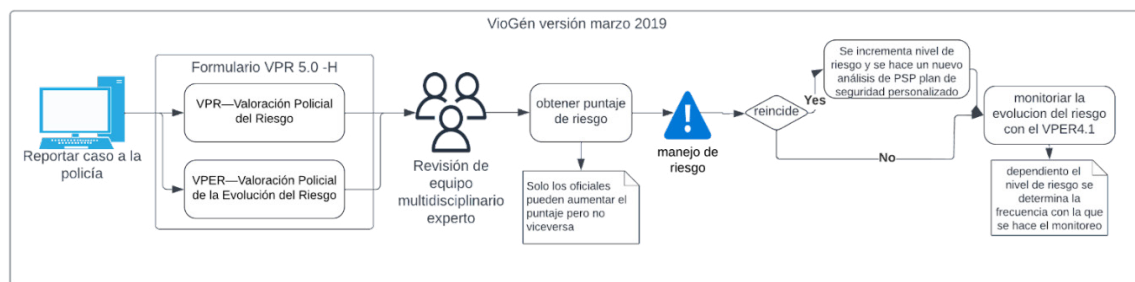 VioGén versión marzo 2019
Formulario VPR 5.0 -H
Reportar caso a la
policía
VPR—Valoración Policial
del Riesgo
VPER—Valoración Policial
de la Evolución del Riesgo
Revisión de
equipo
multidisciplinario
experto
obtener puntaje
de riesgo
Solo los oficiales
pueden aumentar el
puntaje pero no
viceversa
manejo de
riesgo
reincide
Yes
No
Se incrementa nivel de
riesgo y se hace un nuevo
análisis de PSP plan de
seguridad personalizado
monitoriar la
evolucion del riesgo
con el VPER4.1
dependiento el
nivel de riesgo se
determina la
frecuencia con la que
se hace el monitoreo